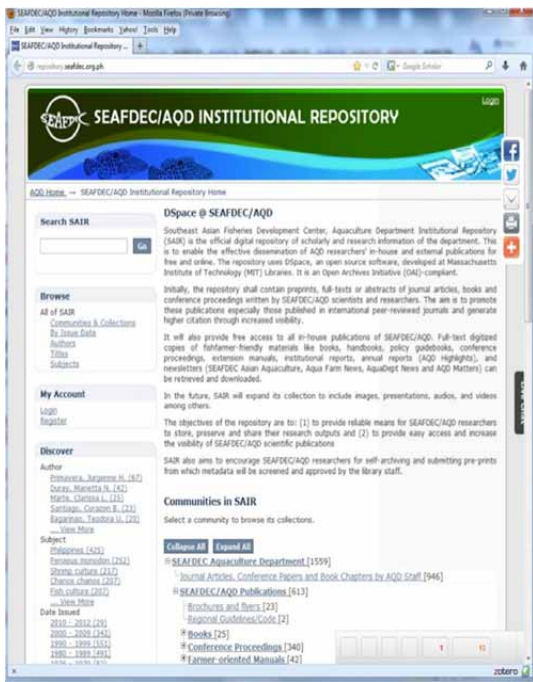 SEAFDEC/AQD Institutional Repository Home - Mozilla Firefox (Private Browsing)
File Edit View History Bookmarks Yahoo! Tools Help
SEAFDEC/AQD Institutional Repository ...
repository.seafdec.org.ph
Google Scholar
Login
SEAFDEC
SEAFDEC/AQD INSTITUTIONAL REPOSITORY
AQD Home → SEAFDEC/AQD Institutional Repository Home
Search SAIR
Go
Browse
All of SAIR
Communities & Collections
By Issue Date
Authors
Titles
Subjects
My Account
Login
Register
Discover
Author
Primavera, Jurgenne H. (67)
Duray, Marietta N. (42)
Marte, Clarissa L. (25)
Santiago, Corazon B. (23)
Bagarinao, Teodora U. (20)
... View More
Subject
Philippines (425)
Penaeus monodon (252)
Shrimp culture (217)
Chanos chanos (207)
Fish culture (207)
... View More
Date Issued
2010 - 2012 (29)
2000 - 2009 (342)
1990 - 1999 (551)
1980 - 1989 (491)
DSpace @ SEAFDEC/AQD
Southeast Asian Fisheries Development Center, Aquaculture Department Institutional Repository
(SAIR) is the official digital repository of scholarly and research information of the department. This
is to enable the effective dissemination of AQD researchers' in-house and external publications for
free and online. The repository uses DSpace, an open source software, developed at Massachusetts
Institute of Technology (MIT) Libraries. It is an Open Archives Initiative (OAI)-compliant.
Initially, the repository shall contain preprints, full-texts or abstracts of journal articles, books and
conference proceedings written by SEAFDEC/AQD scientists and researchers. The aim is to promote
these publications especially those published in international peer-reviewed journals and generate
higher citation through increased visibility.
It will also provide free access to all in-house publications of SEAFDEC/AQD. Full-text digitized
copies of fishfarmer-friendly materials like books, handbooks, policy guidebooks, conference
proceedings, extension manuals, institutional reports, annual reports (AQD Highlights), and
newsletters (SEAFDEC Asian Aquaculture, Aqua Farm News, AquaDept News and AQD Matters) can
be retrieved and downloaded.
In the future, SAIR will expand its collection to include images, presentations, audios, and videos
among others.
The objectives of the repository are to: (1) to provide reliable means for SEAFDEC/AQD researchers
to store, preserve and share their research outputs and (2) to provide easy access and increase
the visibility of SEAFDEC/AQD scientific publications
SAIR also aims to encourage SEAFDEC/AQD researchers for self-archiving and submitting pre-prints
from which metadata will be screened and approved by the library staff.
Communities in SAIR
Select a community to browse its collections.
Collapse All Expand All
SEAFDEC Aquaculture Department [1559]
Journal Articles, Conference Papers and Book Chapters by AQD Staff [946]
SEAFDEC/AQD Publications [613]
Brochures and flyers [23]
Regional Guidelines/Code [2]
Books [25]
Conference Proceedings [340]
Farmer-oriented Manuals [42]
zotero